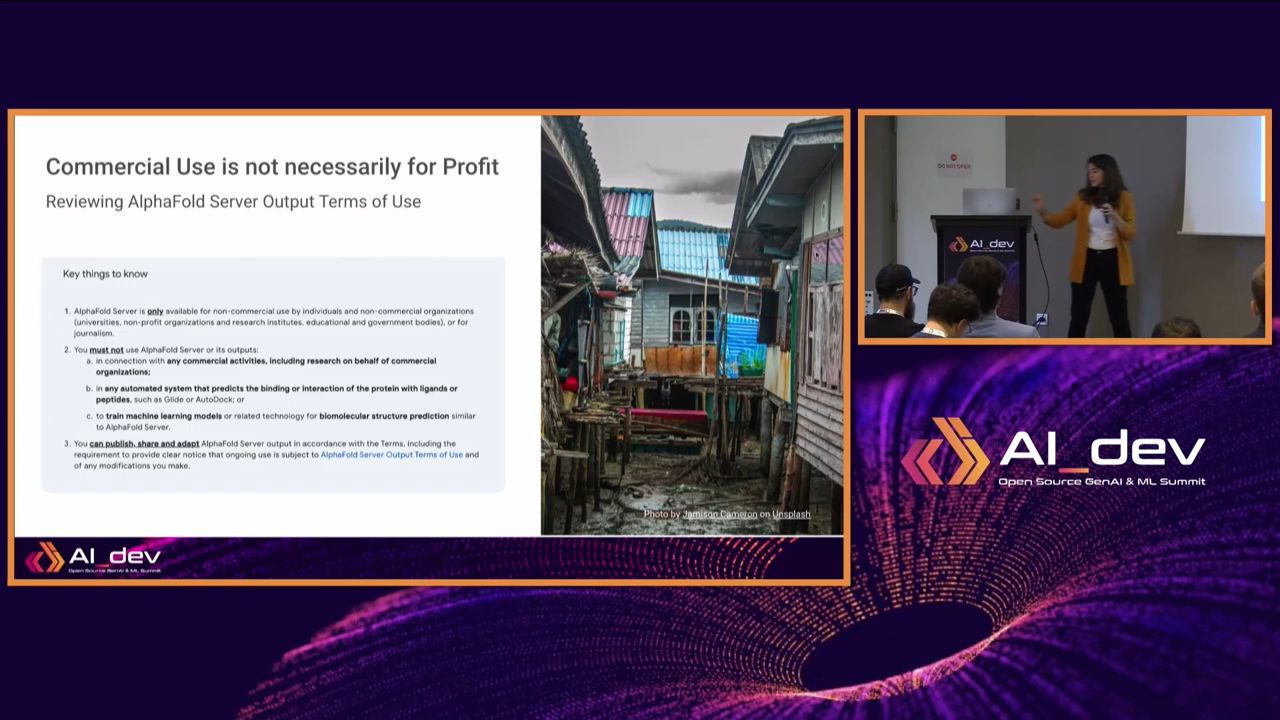 Commercial Use is not necessarily for Profit
Reviewing AlphaFold Server Output Terms of Use
Key things to know
1. AlphaFold Server is only available for non-commercial use by individuals and non-commercial organizations
(universities, non-profit organizations and research institutes, educational and government bodies), or for
journalism.
2. You must not use AlphaFold Server or its outputs:
a. in connection with any commercial activities, including research on behalf of commercial
organizations;
b. in any automated system that predicts the binding or interaction of the protein with ligands or
peptides, such as Glide or AutoDock; or
c. to train machine learning models or related technology for biomolecular structure prediction similar
to AlphaFold Server.
3. You can publish, share and adapt AlphaFold Server output in accordance with the Terms, including the
requirement to provide clear notice that ongoing use is subject to AlphaFold Server Output Terms of Use and
of any modifications you make.
Photo by Jamison Cameron on Unsplash
AI_dev
Open Source GenAI & ML Summit
DO NOT OPEN
AI_dev
AI_dev
Open Source GenAI & ML Summit